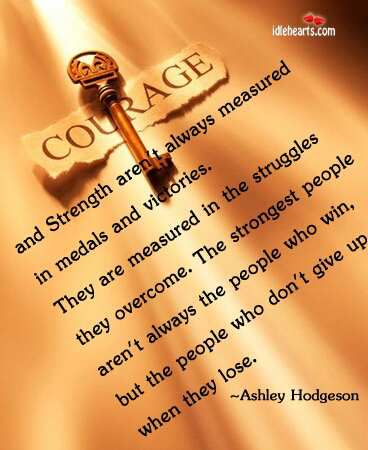 idlehearts.com
COURAGE
and Strength aren't always measured
in medals and victories.
They are measured in the struggles
they overcome. The strongest people
aren't always the people who win,
but the people who don't give up
when they lose.
~Ashley Hodgeson